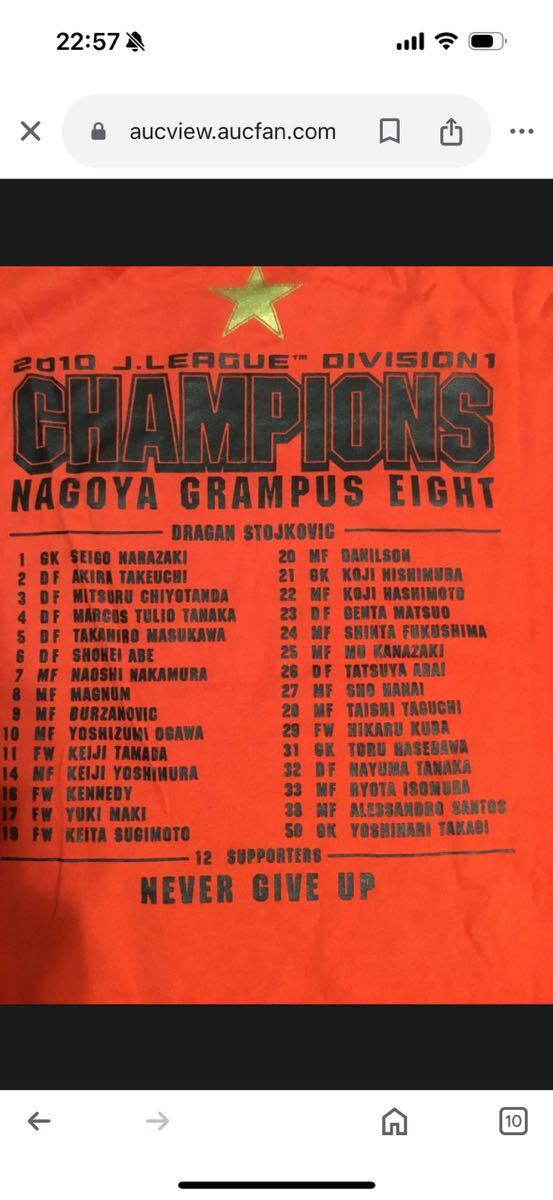 22:57
aucview.aucfan.com
2010 J.LEAGUE™ DIVISION 1
CHAMPIONS
NAGOYA GRAMPUS EIGHT
DRAGAN STOJKOVIC
1 GK SEIGO NARAZAKI
2 DF AKIRA TAKEUCHI
3 DF MITSURU CHIYOTANDA
4 DF MARCUS TULIO TANAKA
5 DF TAKAHIRO MASUKAWA
6 DF SHOHEI ABE
7 MF NAOSHI NAKAMURA
8 MF MAGNUM
9 MF BURZANOVIC
10 MF YOSHIZUMI OGAWA
11 FW KEIJI TAMADA
14 MF KEIJI YOSHIMURA
16 FW KENNEDY
17 FW YUKI MAKI
19 FW KEITA SUGIMOTO
20 MF DANILSON
21 GK KOJI NISHIMURA
22 MF KOJI HASHIMOTO
23 DF GENTA MATSUO
24 MF SHINTA FUKUSHIMA
25 MF MU KANAZAKI
26 DF TATSUYA ARAI
27 MF SHO HANAI
28 MF TAISHI TAGUCHI
29 FW HIKARU KUBA
31 GK TORU HASEGAWA
32 DF MAYUMA TANAKA
33 MF RYOTA ISOMURA
38 MF ALESSANDRO SANTOS
50 GK YOSHINARI TAKAGI
12 SUPPORTERS
NEVER GIVE UP
10